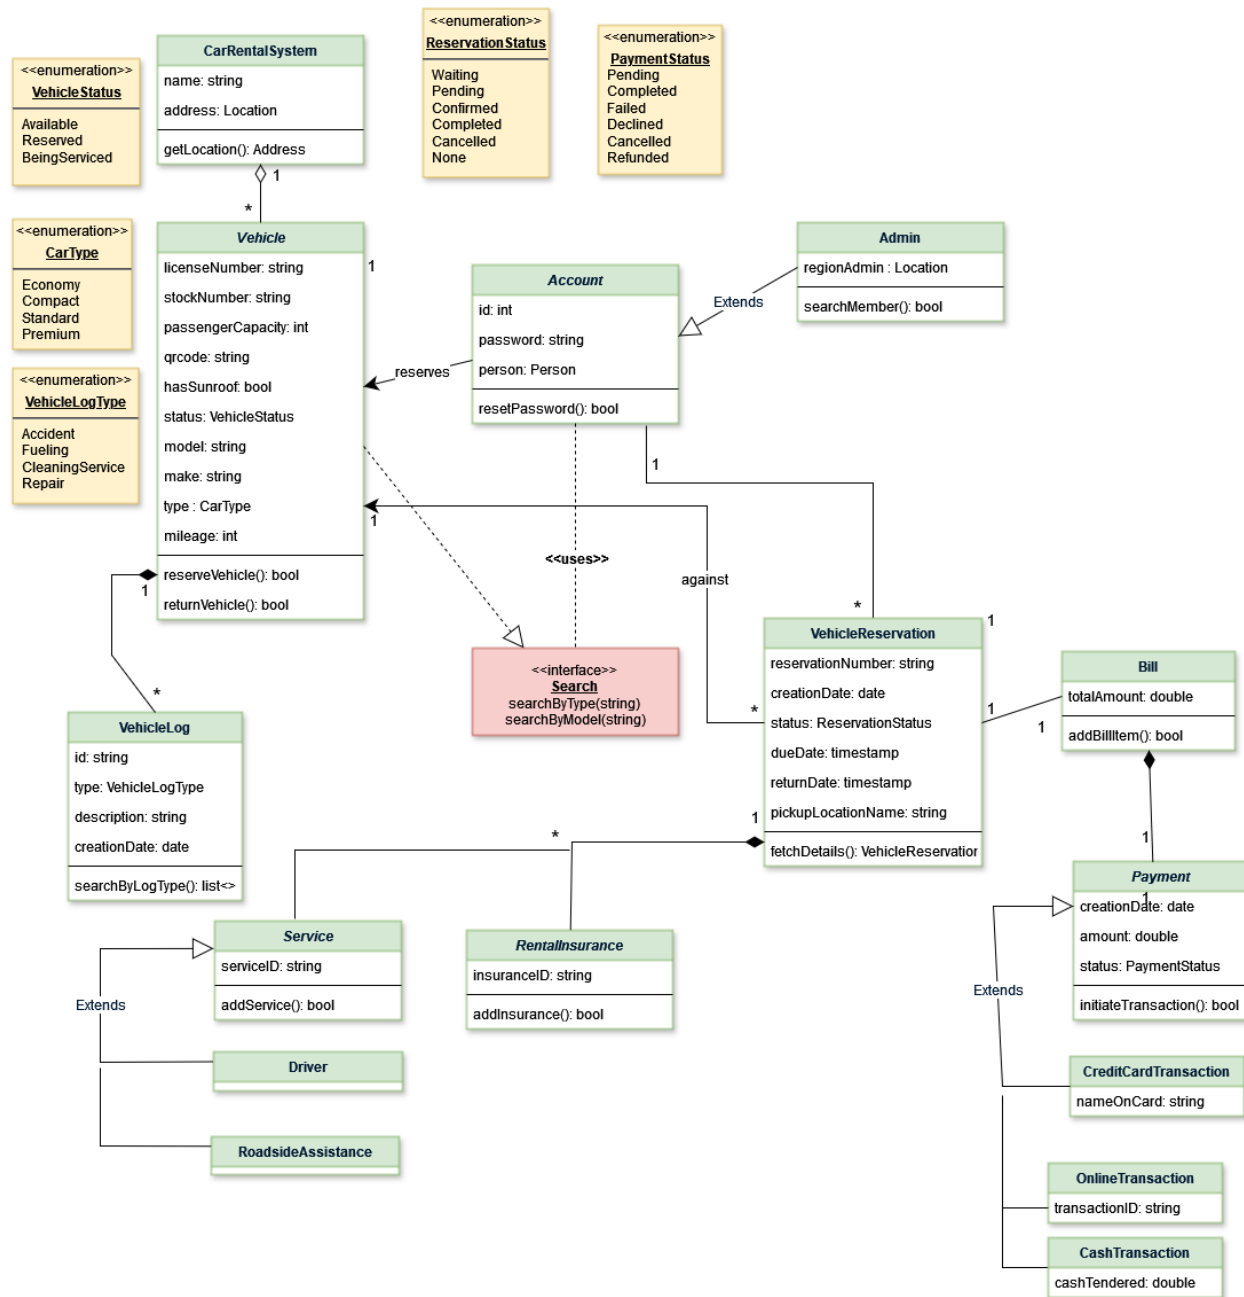 <<enumeration>>
VehicleStatus
Available
Reserved
BeingServiced
CarRentalSystem
name: string
address: Location
getLocation(): Address
1
*
<<enumeration>>
ReservationStatus
Waiting
Pending
Confirmed
Completed
Cancelled
None
<<enumeration>>
PaymentStatus
Pending
Completed
Failed
Declined
Cancelled
Refunded
<<enumeration>>
CarType
Economy
Compact
Standard
Premium
<<enumeration>>
VehicleLogType
Accident
Fueling
CleaningService
Repair
Vehicle
licenseNumber: string
1
stockNumber: string
passengerCapacity: int
qrcode: string
hasSunroof: bool
status: VehicleStatus
model: string
make: string
type : CarType
1
mileage: int
reserveVehicle(): bool
1
returnVehicle(): bool
reserves
Account
id: int
password: string
person: Person
resetPassword(): bool
1
Extends
Admin
regionAdmin : Location
searchMember(): bool
<<uses>>
against
*
*
<<interface>>
Search
searchByType(string)
searchByModel(string)
VehicleReservation
1
reservationNumber: string
creationDate: date
status: ReservationStatus
dueDate: timestamp
returnDate: timestamp
pickupLocationName: string
1
fetchDetails(): VehicleReservation
1
1
Bill
totalAmount: double
addBillItem(): bool
1
*
VehicleLog
id: string
type: VehicleLogType
description: string
creationDate: date
searchByLogType(): list<>
*
Service
serviceID: string
addService(): bool
Extends
Driver
RoadsideAssistance
RentalInsurance
insuranceID: string
addInsurance(): bool
Payment
1
creationDate: date
amount: double
status: PaymentStatus
initiateTransaction(): bool
Extends
CreditCardTransaction
nameOnCard: string
OnlineTransaction
transactionID: string
CashTransaction
cashTendered: double